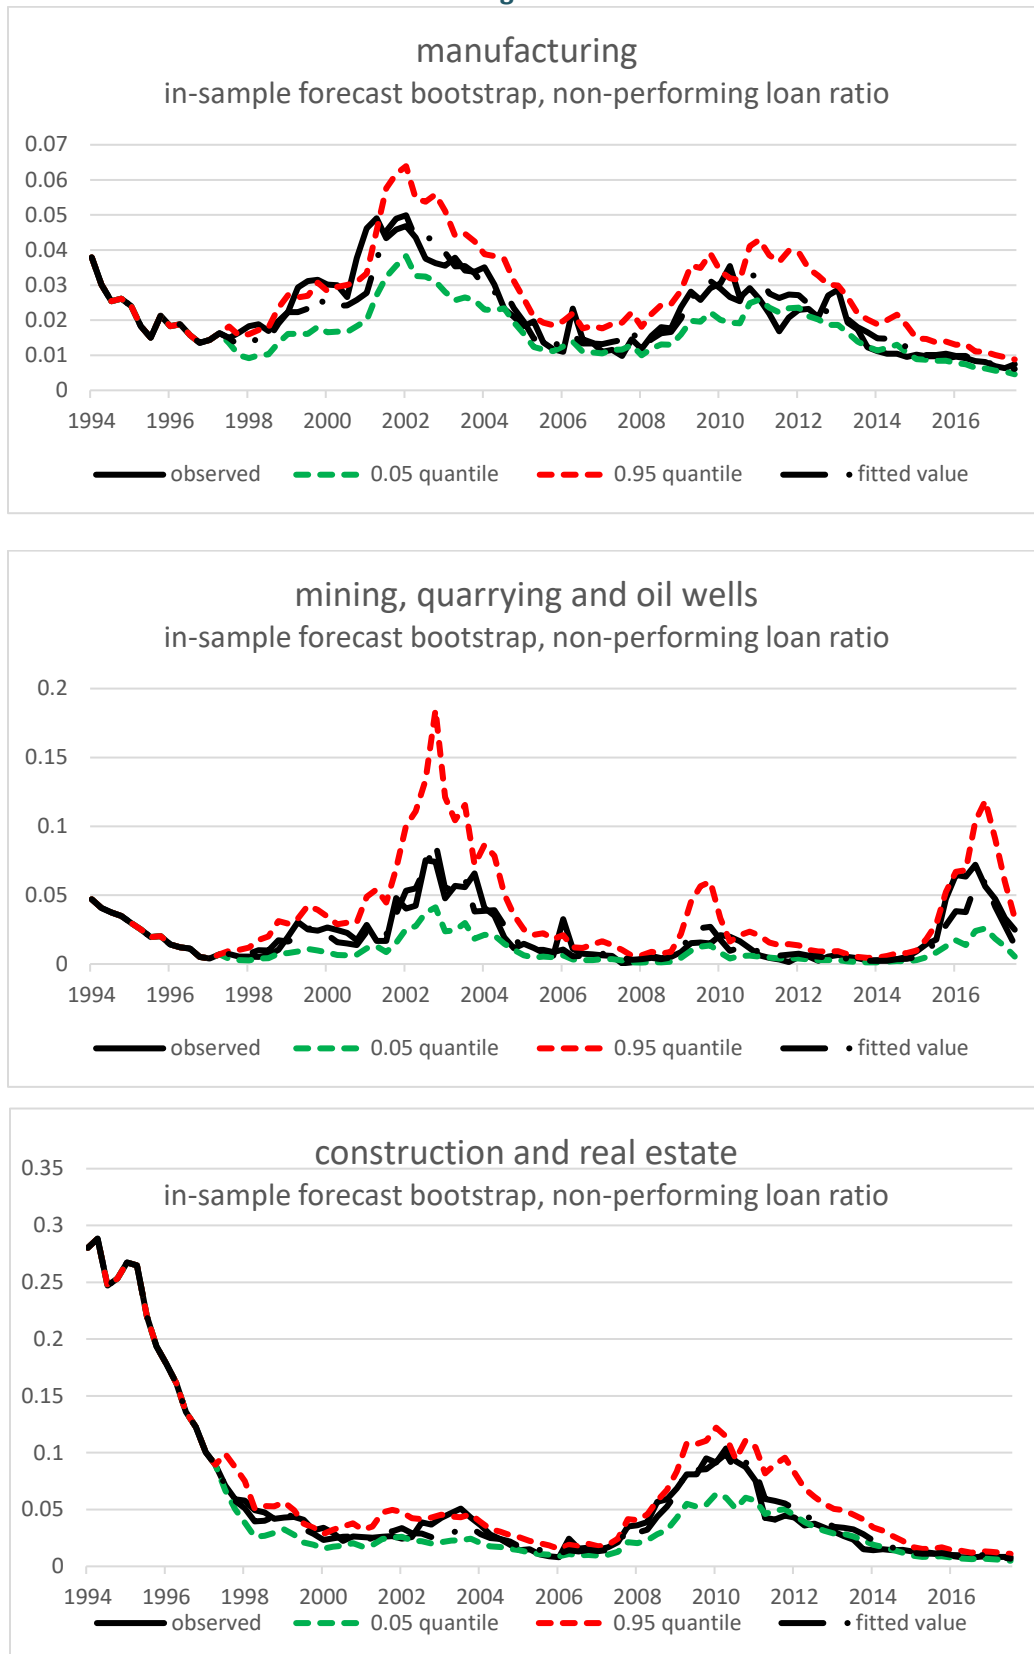 manufacturing
in-sample forecast bootstrap, non-performing loan ratio
0.07
0.06
0.05
0.04
0.03
0.02
0.01
0
1994 1996 1998 2000 2002 2004 2006 2008 2010 2012 2014 2016
observed 0.05 quantile 0.95 quantile fitted value
mining, quarrying and oil wells
in-sample forecast bootstrap, non-performing loan ratio
0.2
0.15
0.1
0.05
0
1994 1996 1998 2000 2002 2004 2006 2008 2010 2012 2014 2016
observed 0.05 quantile 0.95 quantile fitted value
construction and real estate
in-sample forecast bootstrap, non-performing loan ratio
0.35
0.3
0.25
0.2
0.15
0.1
0.05
0
1994 1996 1998 2000 2002 2004 2006 2008 2010 2012 2014 2016
observed 0.05 quantile 0.95 quantile fitted value